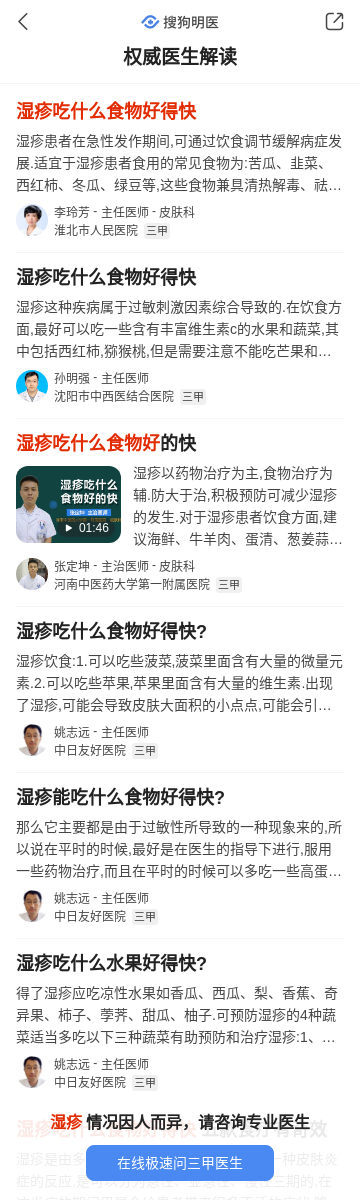 搜狗明医
权威医生解读
湿疹吃什么食物好得快
湿疹患者在急性发作期间,可通过饮食调节缓解病症发
展.适宜于湿疹患者食用的常见食物为:苦瓜、韭菜、
西红柿、冬瓜、绿豆等,这些食物兼具清热解毒、祛…
李玲芳 - 主任医师 - 皮肤科
淮北市人民医院 三甲
湿疹吃什么食物好得快
湿疹这种疾病属于过敏刺激因素综合导致的.在饮食方
面,最好可以吃一些含有丰富维生素c的水果和蔬菜,其
中包括西红柿,猕猴桃,但是需要注意不能吃芒果和…
孙明强 - 主任医师
沈阳市中西医结合医院 三甲
湿疹吃什么食物好的快
湿疹吃什么
食物好的快
张定坤 主治医师
01:46
湿疹以药物治疗为主,食物治疗为
辅.防大于治,积极预防可减少湿疹
的发生.对于湿疹患者饮食方面,建
议海鲜、牛羊肉、蛋清、葱姜蒜…
张定坤 - 主治医师 - 皮肤科
河南中医药大学第一附属医院 三甲
湿疹吃什么食物好得快?
湿疹饮食:1.可以吃些菠菜,菠菜里面含有大量的微量元
素.2.可以吃些苹果,苹果里面含有大量的维生素.出现
了湿疹,可能会导致皮肤大面积的小点点,可能会引…
姚志远 - 主任医师
中日友好医院 三甲
湿疹能吃什么食物好得快?
那么它主要都是由于过敏性所导致的一种现象来的,所
以说在平时的时候,最好是在医生的指导下进行,服用
一些药物治疗,而且在平时的时候可以多吃一些高蛋…
姚志远 - 主任医师
中日友好医院 三甲
湿疹吃什么水果好得快?
得了湿疹应吃凉性水果如香瓜、西瓜、梨、香蕉、奇
异果、柿子、荸荠、甜瓜、柚子.可预防湿疹的4种蔬
菜适当多吃以下三种蔬菜有助预防和治疗湿疹:1、…
姚志远 - 主任医师
中日友好医院 三甲
湿疹 情况因人而异，请咨询专业医生
在线极速问三甲医生